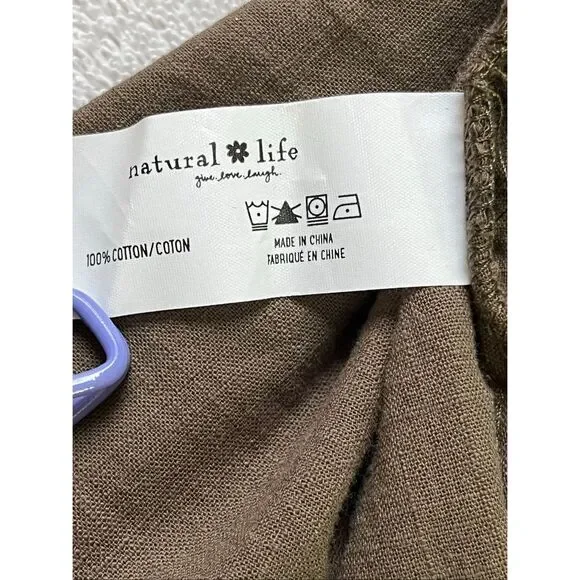 natural life
give. love. laugh.
100% COTTON/COTON
MADE IN CHINA
FABRIQUÉ EN CHINE